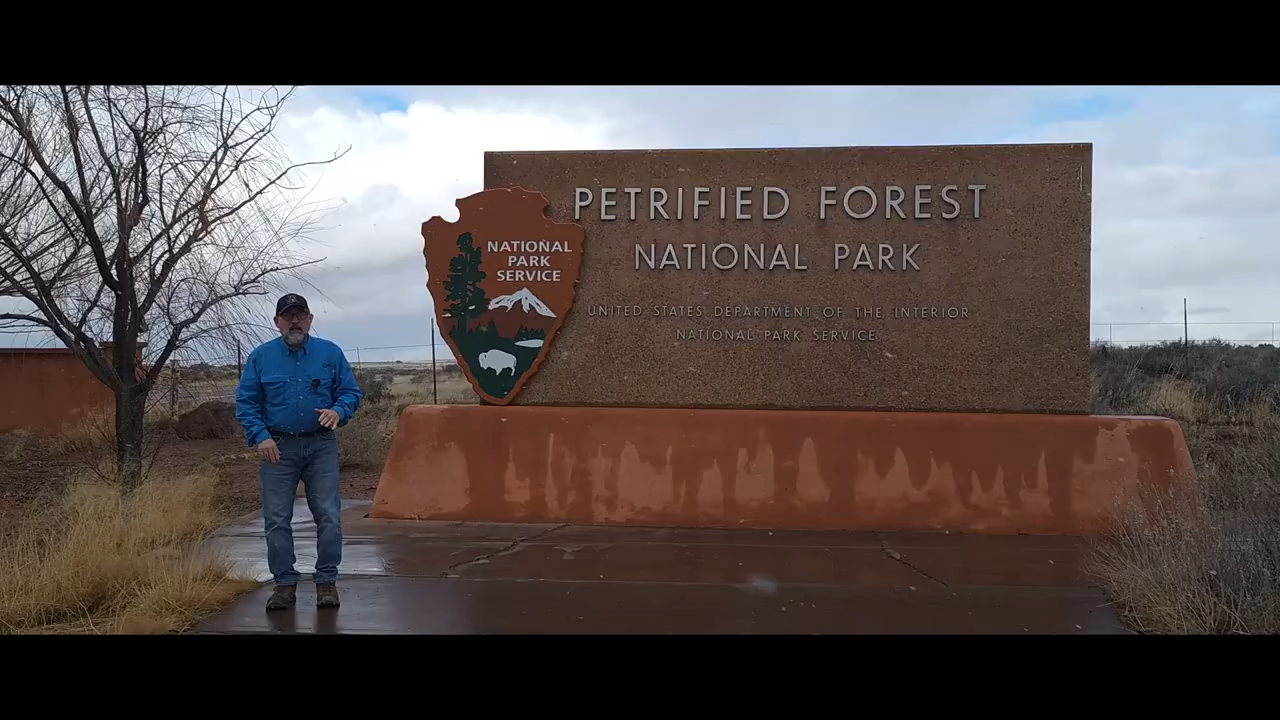 PETRIFIED FOREST
NATIONAL PARK
UNITED STATES DEPARTMENT OF THE INTERIOR
NATIONAL PARK SERVICE
NATIONAL
PARK
SERVICE